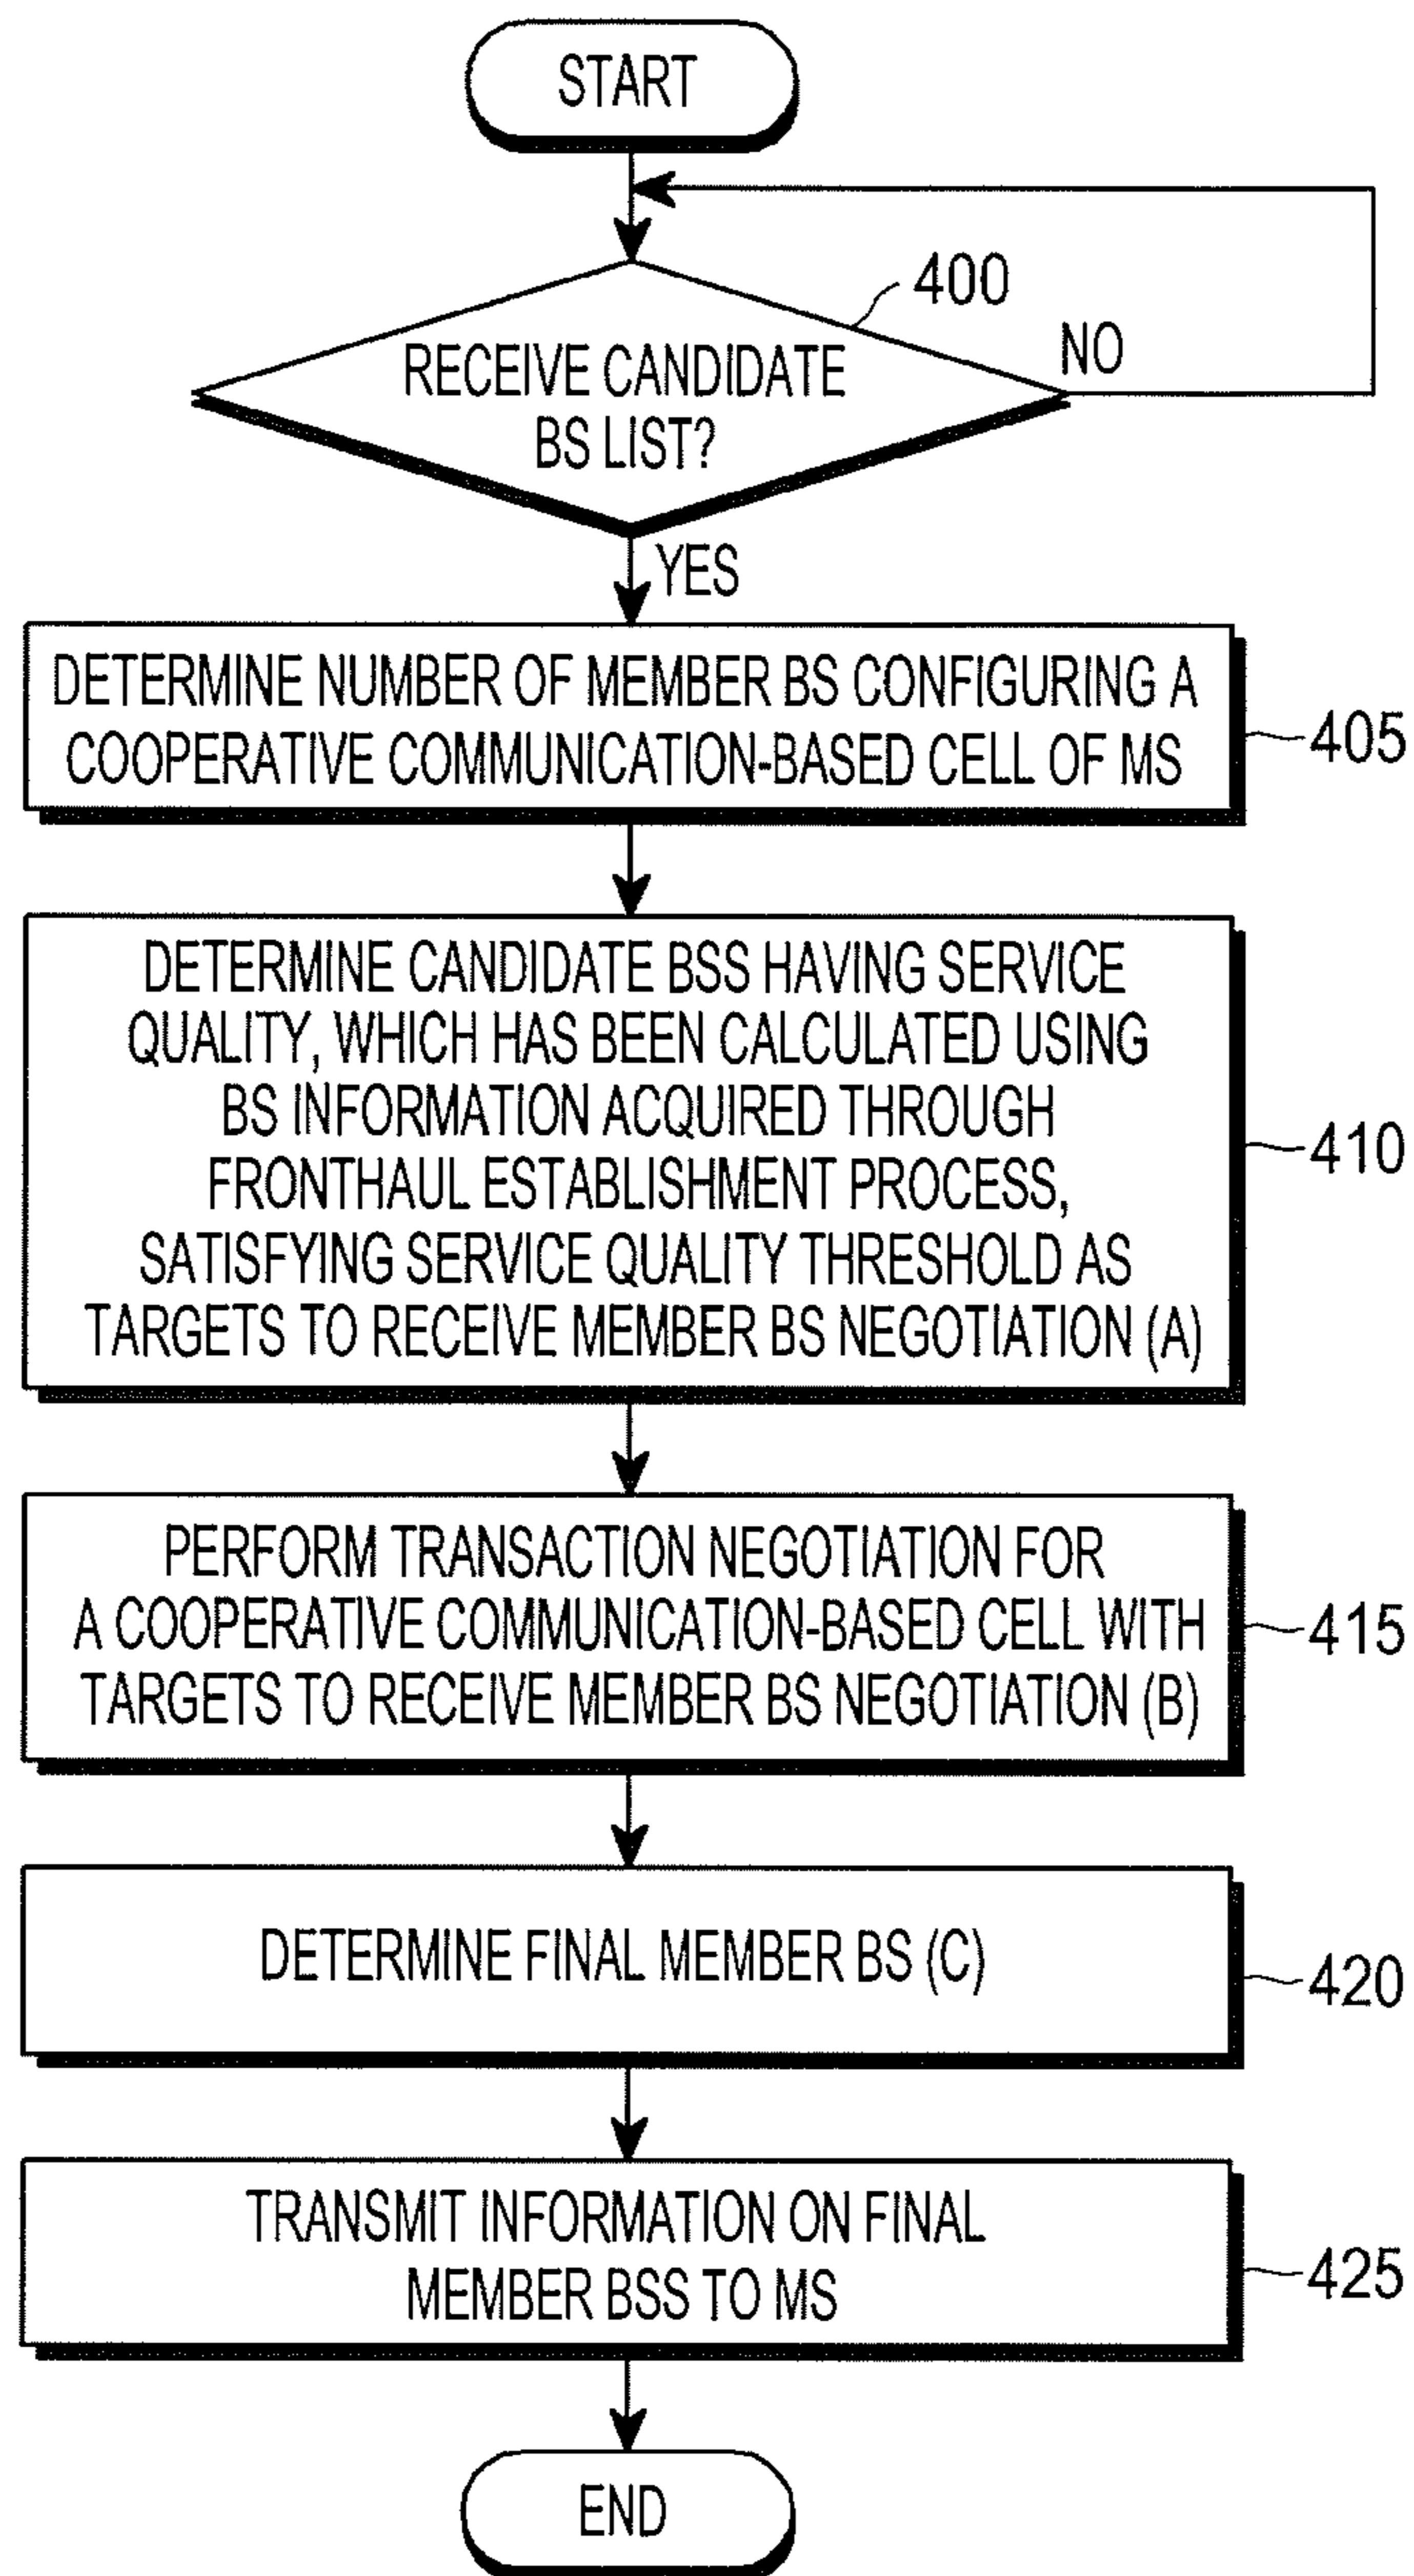 START
400
RECEIVE CANDIDATE
BS LIST?
NO
YES
DETERMINE NUMBER OF MEMBER BS CONFIGURING A
COOPERATIVE COMMUNICATION-BASED CELL OF MS
405
DETERMINE CANDIDATE BSS HAVING SERVICE
QUALITY, WHICH HAS BEEN CALCULATED USING
BS INFORMATION ACQUIRED THROUGH
FRONTHAUL ESTABLISHMENT PROCESS,
SATISFYING SERVICE QUALITY THRESHOLD AS
TARGETS TO RECEIVE MEMBER BS NEGOTIATION (A)
410
PERFORM TRANSACTION NEGOTIATION FOR
A COOPERATIVE COMMUNICATION-BASED CELL WITH
TARGETS TO RECEIVE MEMBER BS NEGOTIATION (B)
415
DETERMINE FINAL MEMBER BS (C)
420
TRANSMIT INFORMATION ON FINAL
MEMBER BSS TO MS
425
END